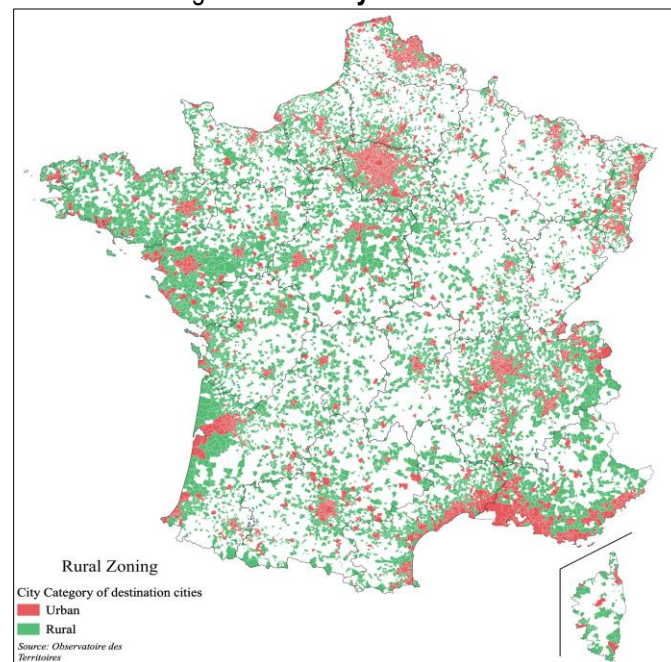 Rural Zoning
City Category of destination cities
Urban
Rural
Source: Observatoire des
Territoires